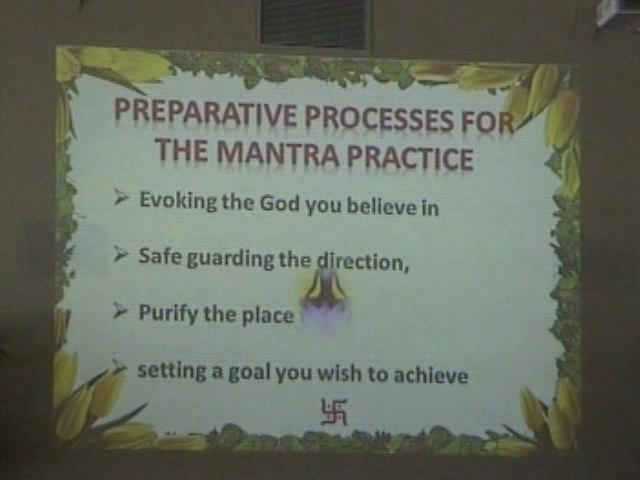 PREPARATIVE PROCESSES FOR
THE MANTRA PRACTICE
Evoking the God you believe in
Safe guarding the direction,
Purify the place
setting a goal you wish to achieve